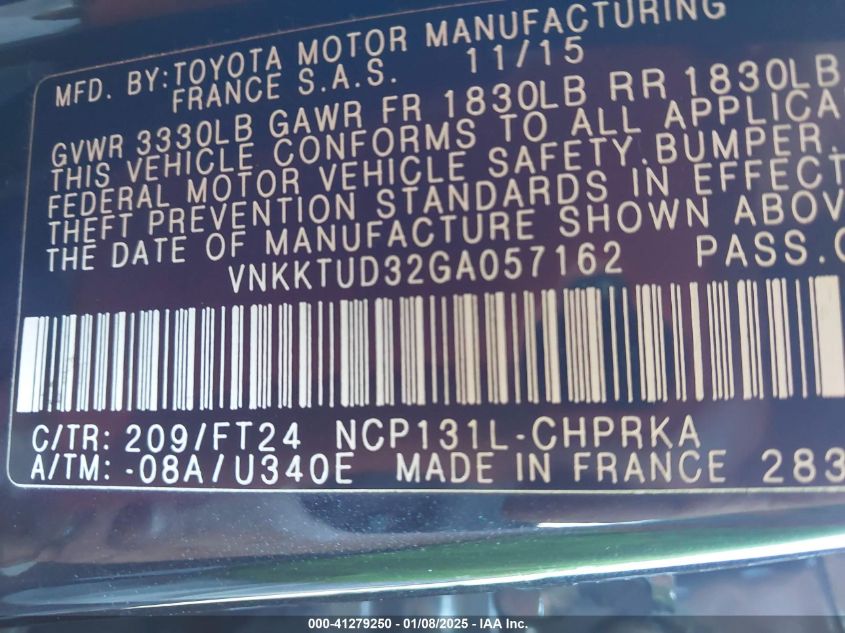 MFD. BY:TOYOTA MOTOR MANUFACTURING
FRANCE S.A.S. 11/15
GVWR 3330LB GAWR FR 1830LB RR 1830LB
THIS VEHICLE CONFORMS TO ALL APPLICA
FEDERAL MOTOR VEHICLE SAFETY,BUMPER,
THEFT PREVENTION STANDARDS IN EFFECT
THE DATE OF MANUFACTURE SHOWN ABOV
VNKKTUD32GA057162 PASS.
C/TR: 209/FT24 NCP131L-CHPRKA
A/TM: -08A/U340E MADE IN FRANCE 283
000-41279250 | 01/08/2025 | IAA, Inc.